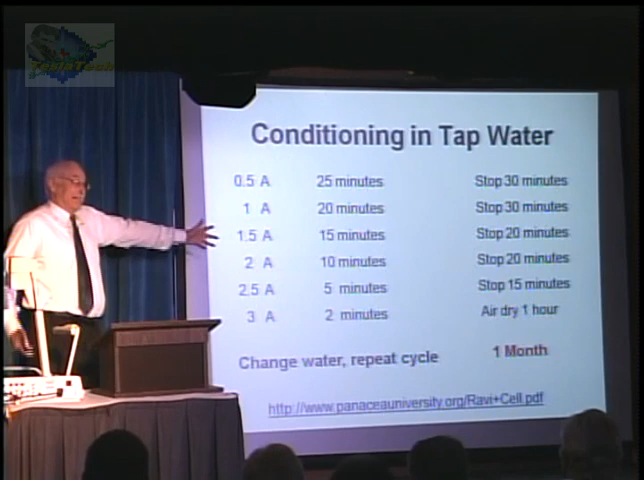 TeslaTech
Conditioning in Tap Water
0.5 A 25 minutes Stop 30 minutes
1 A 20 minutes Stop 30 minutes
1.5 A 15 minutes Stop 20 minutes
2 A 10 minutes Stop 20 minutes
2.5 A 5 minutes Stop 15 minutes
3 A 2 minutes Air dry 1 hour
Change water, repeat cycle 1 Month
http://www.panaceauniversity.org/Ravi+Cell.pdf